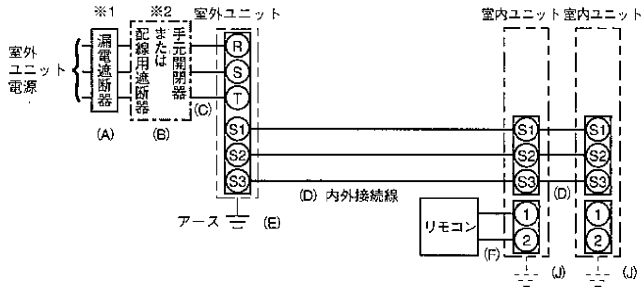 ※1
※2
室外ユニット
室内ユニット
室内ユニット
室外
ユニット
電源
漏電遮断器
手元開閉器
または
配線用遮断器
R
S
T
S1
S2
S3
S1
S2
S3
S1
S2
S3
(A)
(B)
(C)
(D) 内外接続線
(D)
アース
(E)
リモコン
(F)
1
2
1
2
(J)
(J)